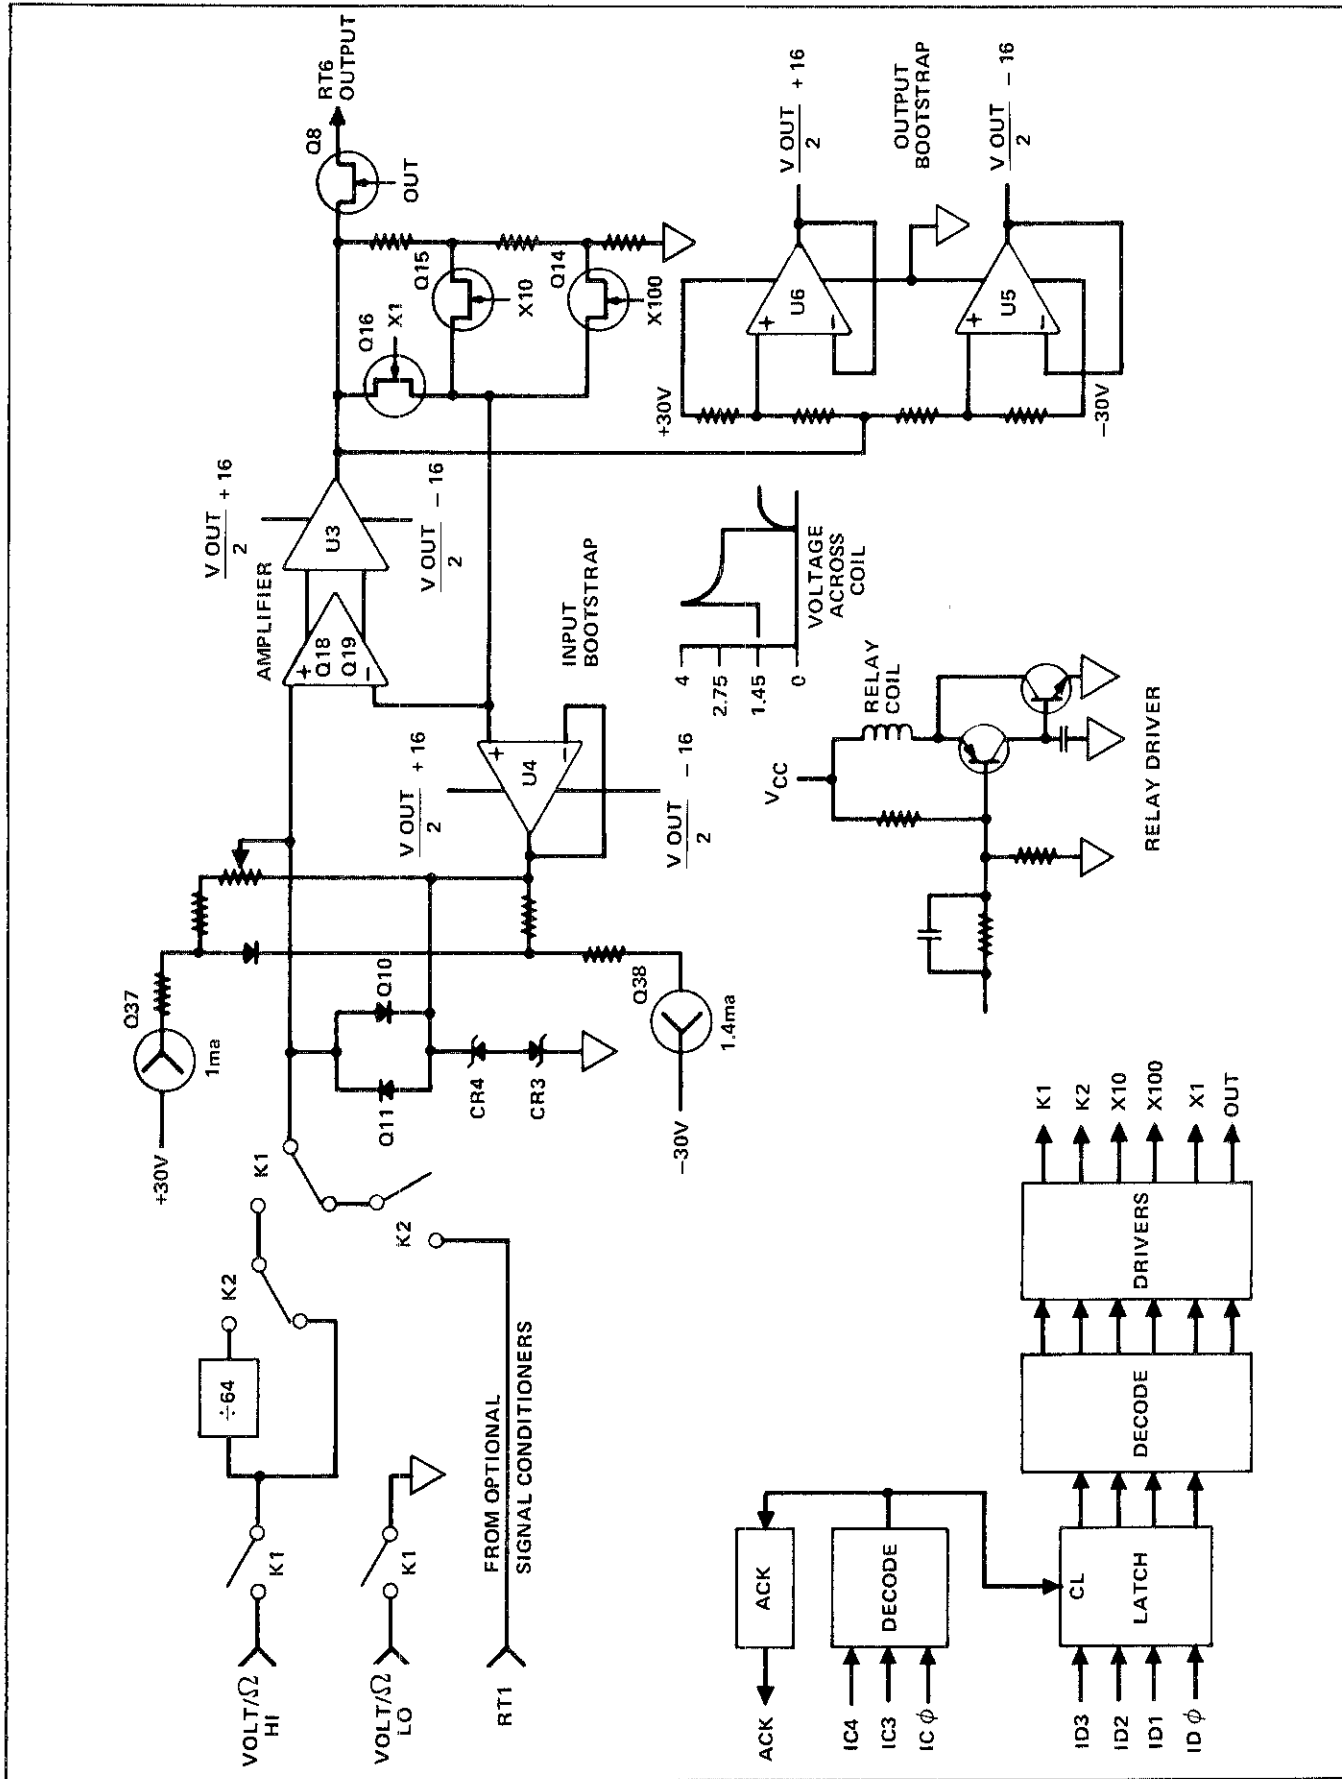 VOLT/Ω
HI
K1
÷64
K2
K1
VOLT/Ω
LO
K1
K2
RT1
FROM OPTIONAL
SIGNAL CONDITIONERS
+30V
Q37
1ma
Q11
Q10
CR4
CR3
-30V
Q38
1.4ma
AMPLIFIER
+
Q18
Q19
−
V OUT
2
+ 16
U3
V OUT
2
− 16
V OUT
2
+ 16
+
−
U4
V OUT
2
− 16
INPUT
BOOTSTRAP
Q16
X1
Q15
X10
Q14
X100
Q8
OUT
RT6
OUTPUT
+30V
+
−
U6
V OUT
2
+ 16
OUTPUT
BOOTSTRAP
+
−
U5
V OUT
2
− 16
−30V
4
2.75
1.45
0
VOLTAGE
ACROSS
COIL
VCC
RELAY
COIL
RELAY DRIVER
ACK
ACK
IC4
IC3
IC ϕ
DECODE
ID3
ID2
ID1
ID ϕ
CL
LATCH
DECODE
DRIVERS
K1
K2
X10
X100
X1
OUT